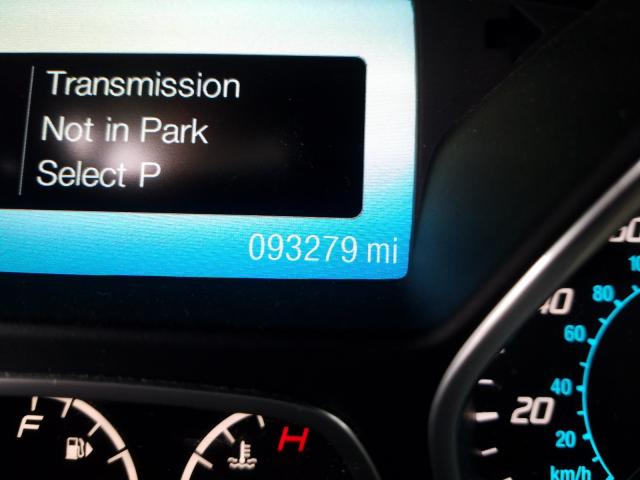 Transmission
Not in Park
Select P
093279 mi
80
40
60
40
20
20
km/h
F
H